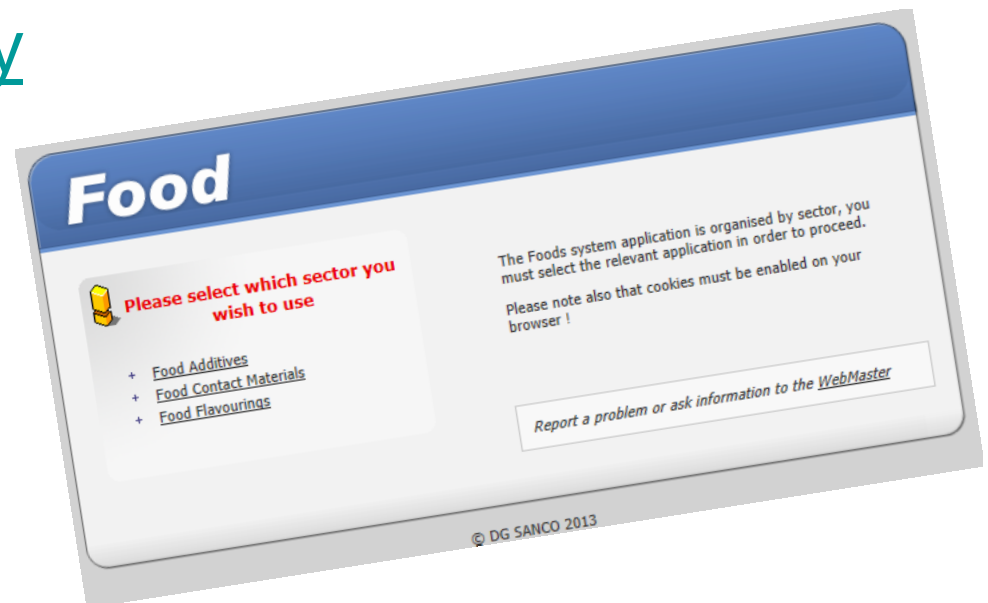 y
Food
Please select which sector you
wish to use
+ Food Additives
+ Food Contact Materials
+ Food Flavourings
The Foods system application is organised by sector, you
must select the relevant application in order to proceed.
Please note also that cookies must be enabled on your
browser !
Report a problem or ask information to the WebMaster
© DG SANCO 2013